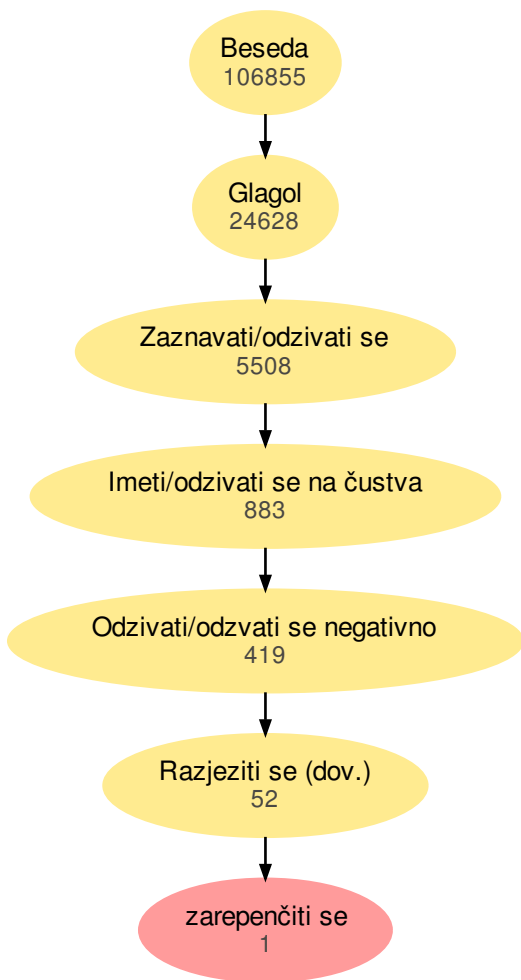 Beseda
106855
Glagol
24628
Zaznavati/odzivati se
5508
Imeti/odzivati se na čustva
883
Odzivati/odzvati se negativno
419
Razjeziti se (dov.)
52
zarepenčiti se
1